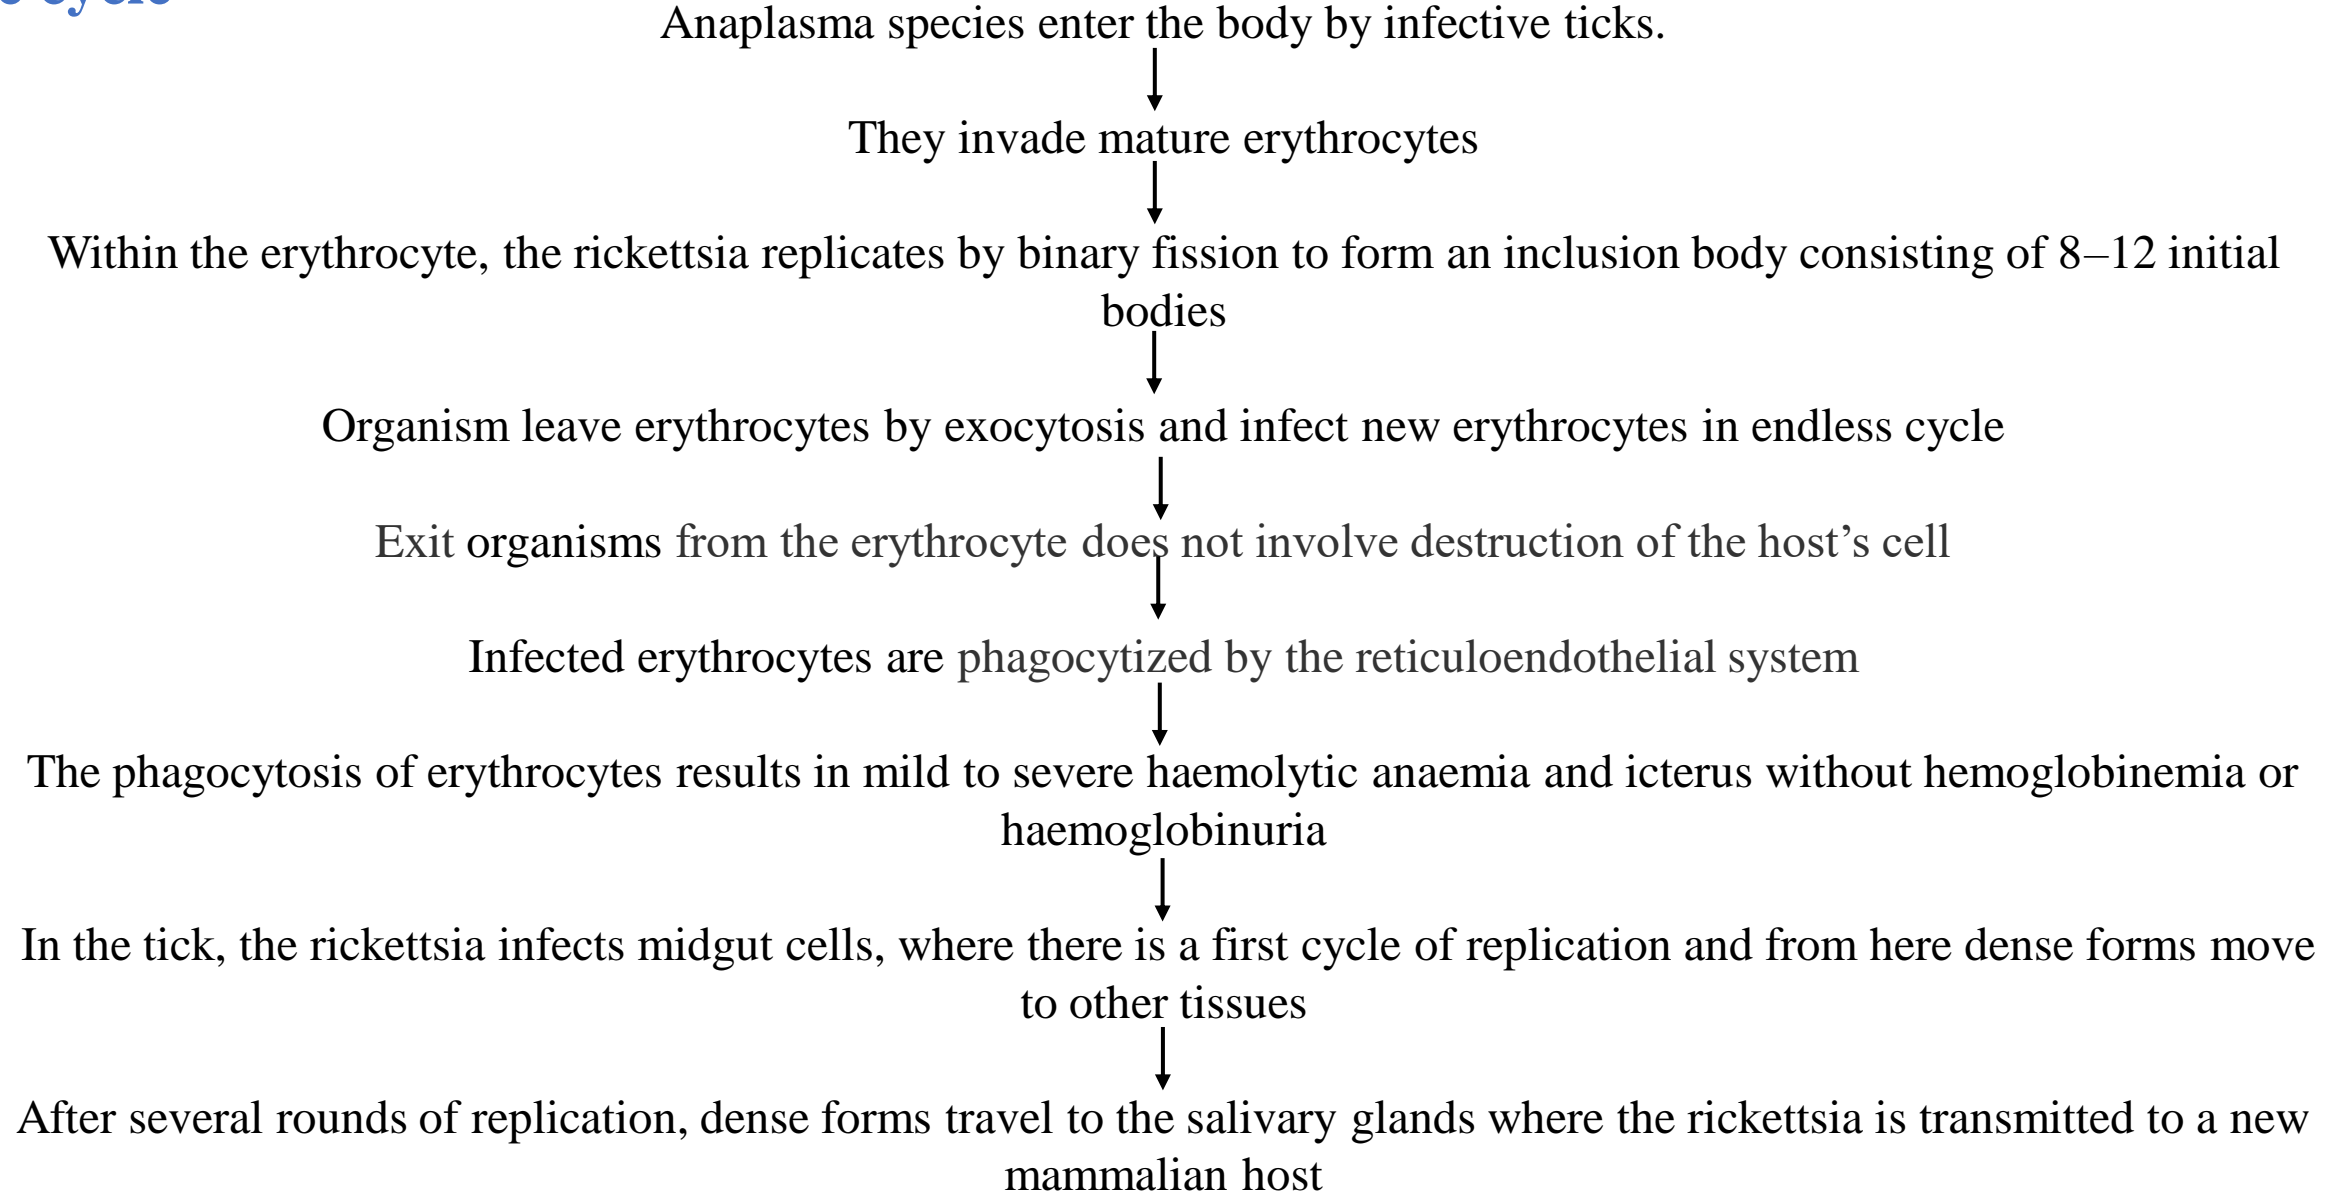 cycle
Anaplasma species enter the body by infective ticks.
They invade mature erythrocytes
Within the erythrocyte, the rickettsia replicates by binary fission to form an inclusion body consisting of 8–12 initial
bodies
Organism leave erythrocytes by exocytosis and infect new erythrocytes in endless cycle
Exit organisms from the erythrocyte does not involve destruction of the host’s cell
Infected erythrocytes are phagocytized by the reticuloendothelial system
The phagocytosis of erythrocytes results in mild to severe haemolytic anaemia and icterus without hemoglobinemia or
haemoglobinuria
In the tick, the rickettsia infects midgut cells, where there is a first cycle of replication and from here dense forms move
to other tissues
After several rounds of replication, dense forms travel to the salivary glands where the rickettsia is transmitted to a new
mammalian host